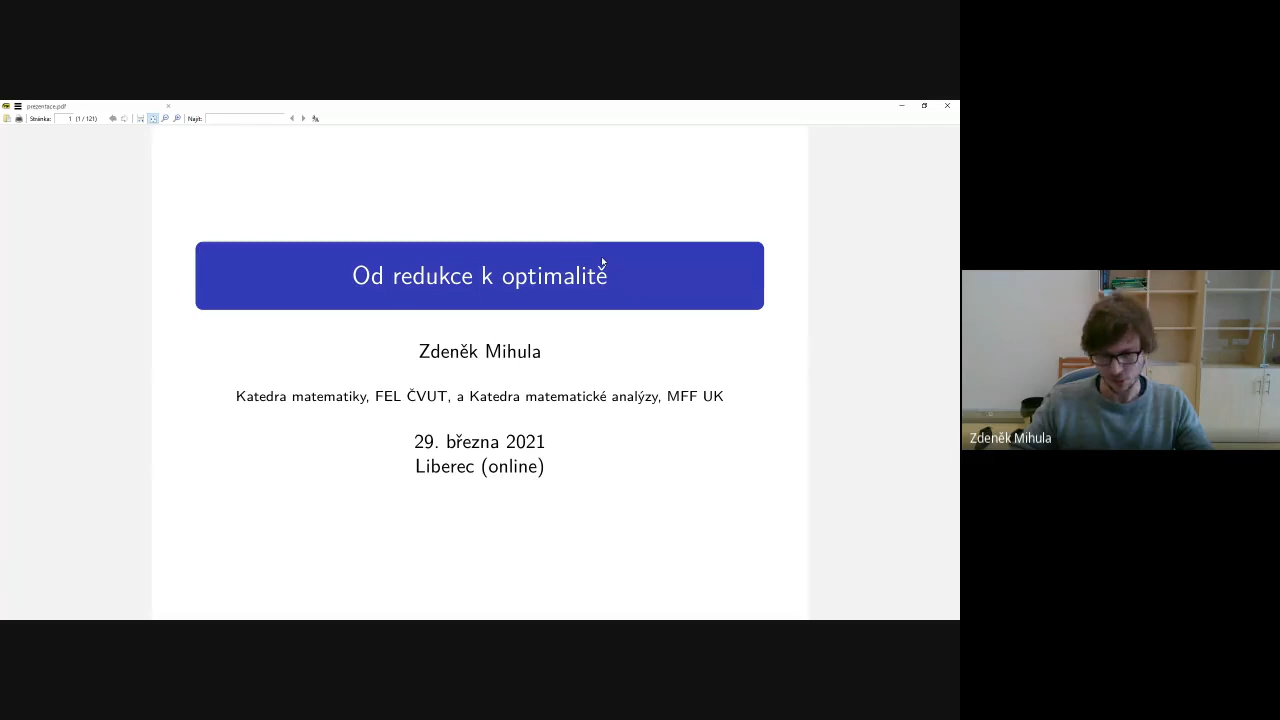 prezentace.pdf
Stránka: 1 (1 / 121) Najít:
Od redukce k optimalitě
Zdeněk Mihula
Katedra matematiky, FEL ČVUT, a Katedra matematické analýzy, MFF UK
29. března 2021
Liberec (online)
Zdeněk Mihula